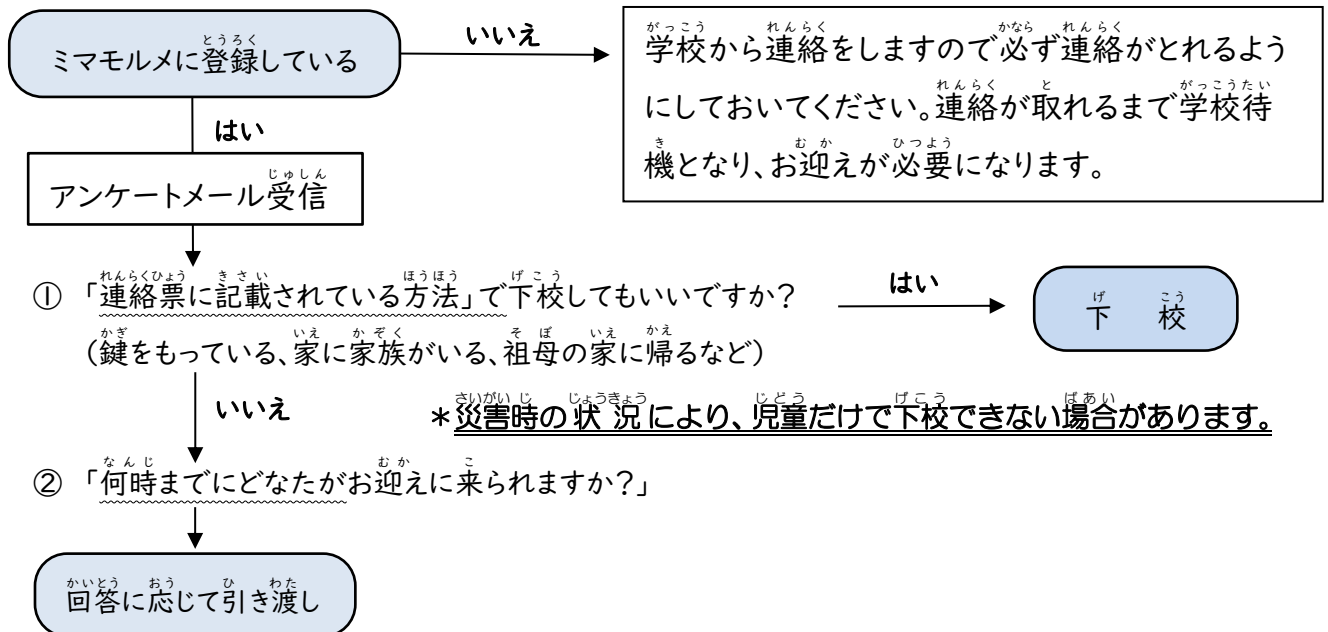 ミマモルメに登録している
いいえ
学校から連絡をしますので必ず連絡がとれるよう
にしておいてください。連絡が取れるまで学校待
機となり、お迎えが必要になります。
はい
アンケートメール受信
① 「連絡票に記載されている方法」で下校してもいいですか?
はい
下 校
(鍵をもっている、家に家族がいる、祖母の家に帰るなど)
いいえ
*災害時の状況により、児童だけで下校できない場合があります。
② 「何時までにどなたがお迎えに来られますか?」
回答に応じて引き渡し